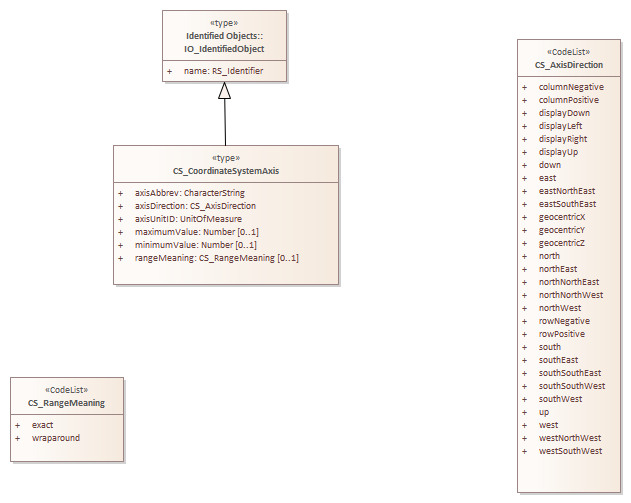 «type»
Identified Objects::
IO_IdentifiedObject
+ name: RS_Identifier
«type»
CS_CoordinateSystemAxis
+ axisAbbrev: CharacterString
+ axisDirection: CS_AxisDirection
+ axisUnitID: UnitOfMeasure
+ maximumValue: Number [0..1]
+ minimumValue: Number [0..1]
+ rangeMeaning: CS_RangeMeaning [0..1]
«CodeList»
CS_RangeMeaning
+ exact
+ wraparound
«CodeList»
CS_AxisDirection
+ columnNegative
+ columnPositive
+ displayDown
+ displayLeft
+ displayRight
+ displayUp
+ down
+ east
+ eastNorthEast
+ eastSouthEast
+ geocentricX
+ geocentricY
+ geocentricZ
+ north
+ northEast
+ northNorthEast
+ northNorthWest
+ northWest
+ rowNegative
+ rowPositive
+ south
+ southEast
+ southSouthEast
+ southSouthWest
+ southWest
+ up
+ west
+ westNorthWest
+ westSouthWest